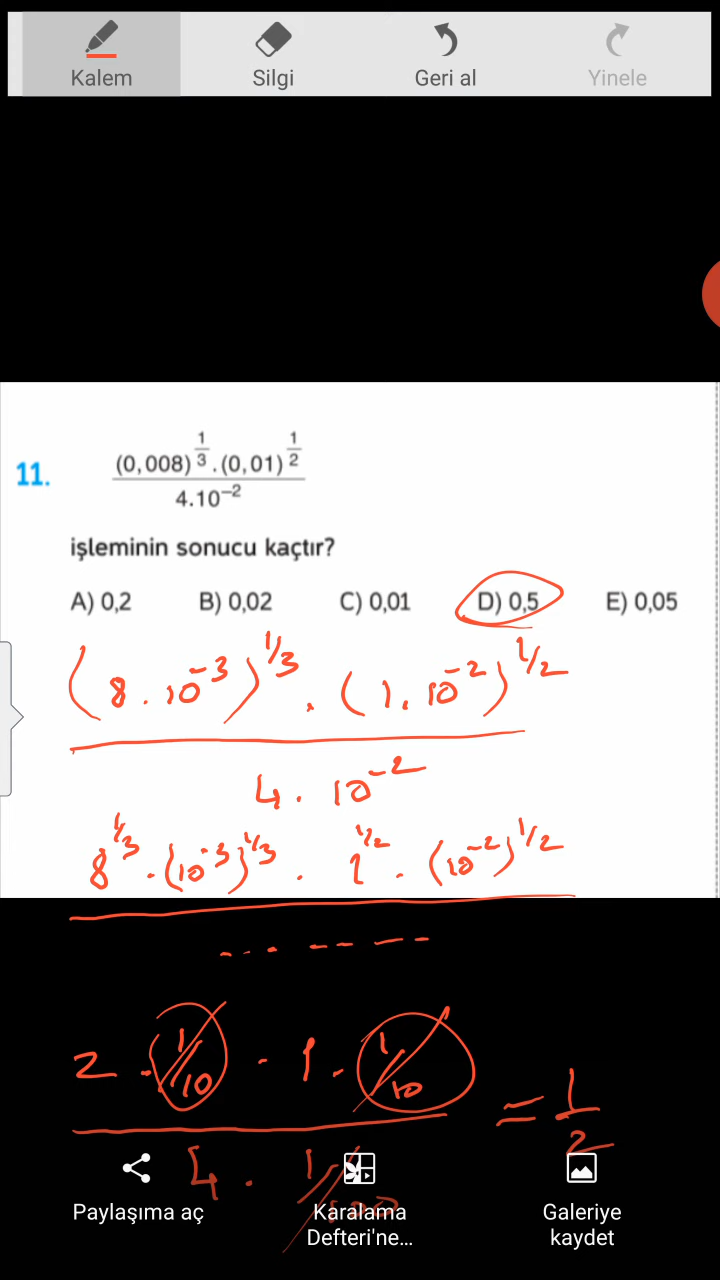 Kalem Silgi Geri al Yinele
11. (0,008)^(1/3) . (0,01)^(1/2) / 4.10^-2
işleminin sonucu kaçtır?
A) 0,2 B) 0,02 C) 0,01 D) 0,5 E) 0,05
(8 . 10^-3)^1/3 . (1 . 10^-2)^1/2
4 . 10^-2
8^1/3 . (10^-3)^1/3 . 1^1/2 . (10^-2)^1/2
2 . 1/10 . 1 . 1/10 = 1/2
4 . 1/100
Paylaşıma aç Karalama Defteri'ne... Galeriye kaydet